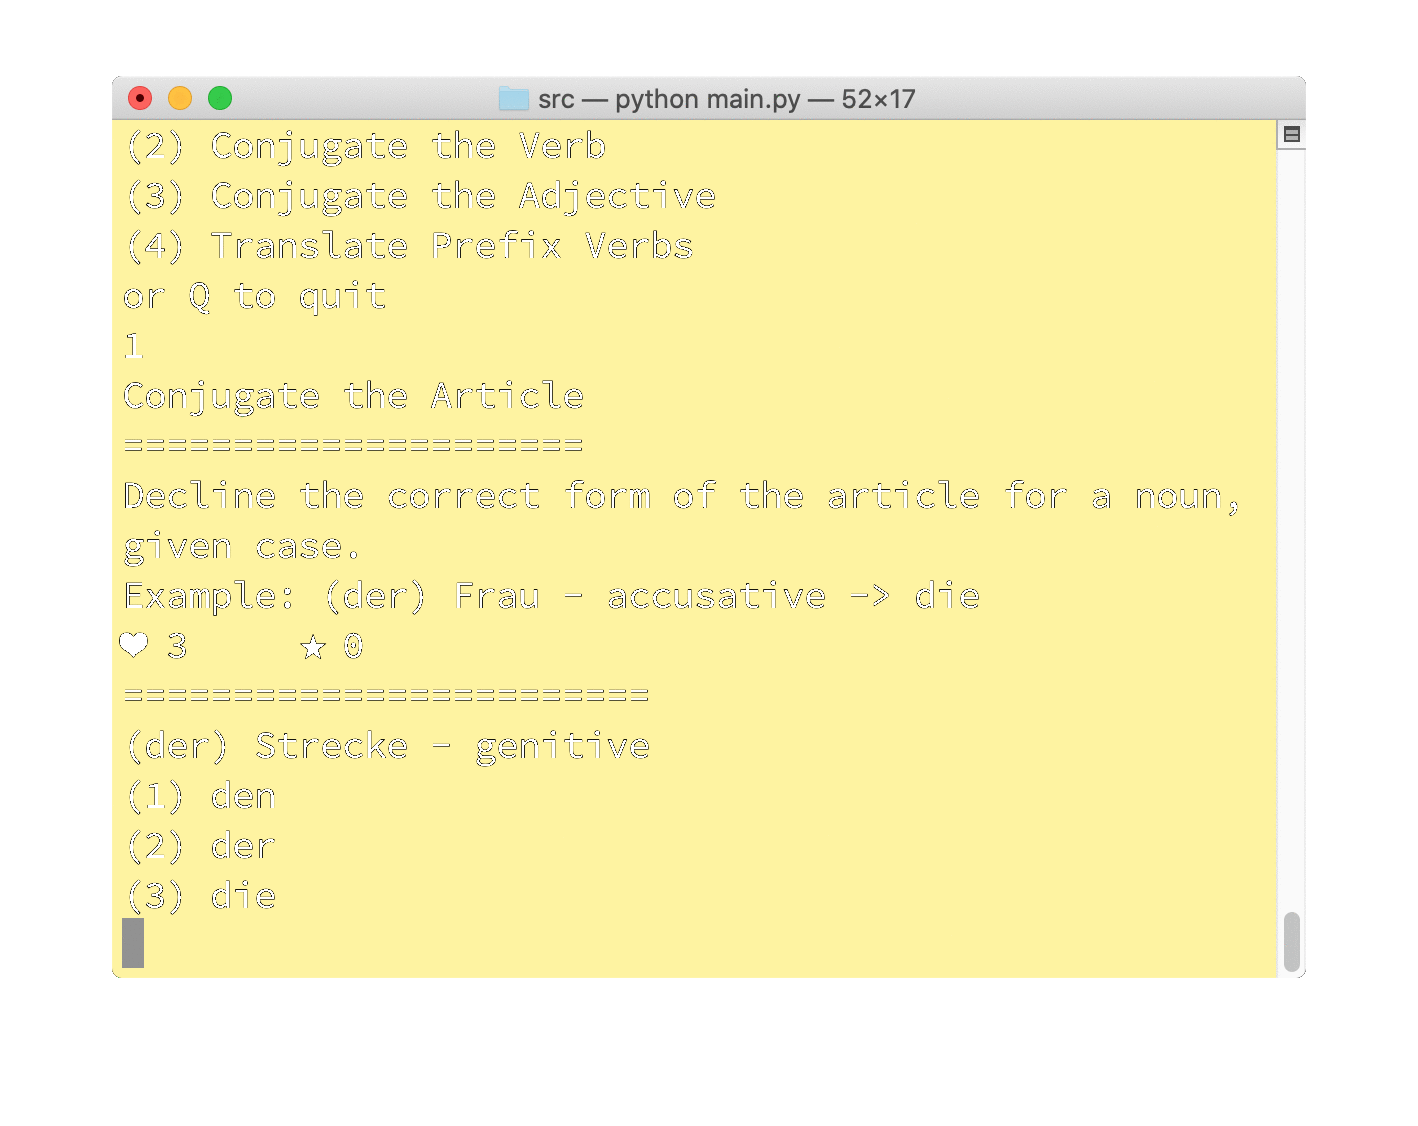 src — python main.py — 52×17
(2) Conjugate the Verb
(3) Conjugate the Adjective
(4) Translate Prefix Verbs
or Q to quit
1
Conjugate the Article
=====================
Decline the correct form of the article for a noun,
given case.
Example: (der) Frau - accusative -> die
♥ 3 ★ 0
========================
(der) Strecke - genitive
(1) den
(2) der
(3) die